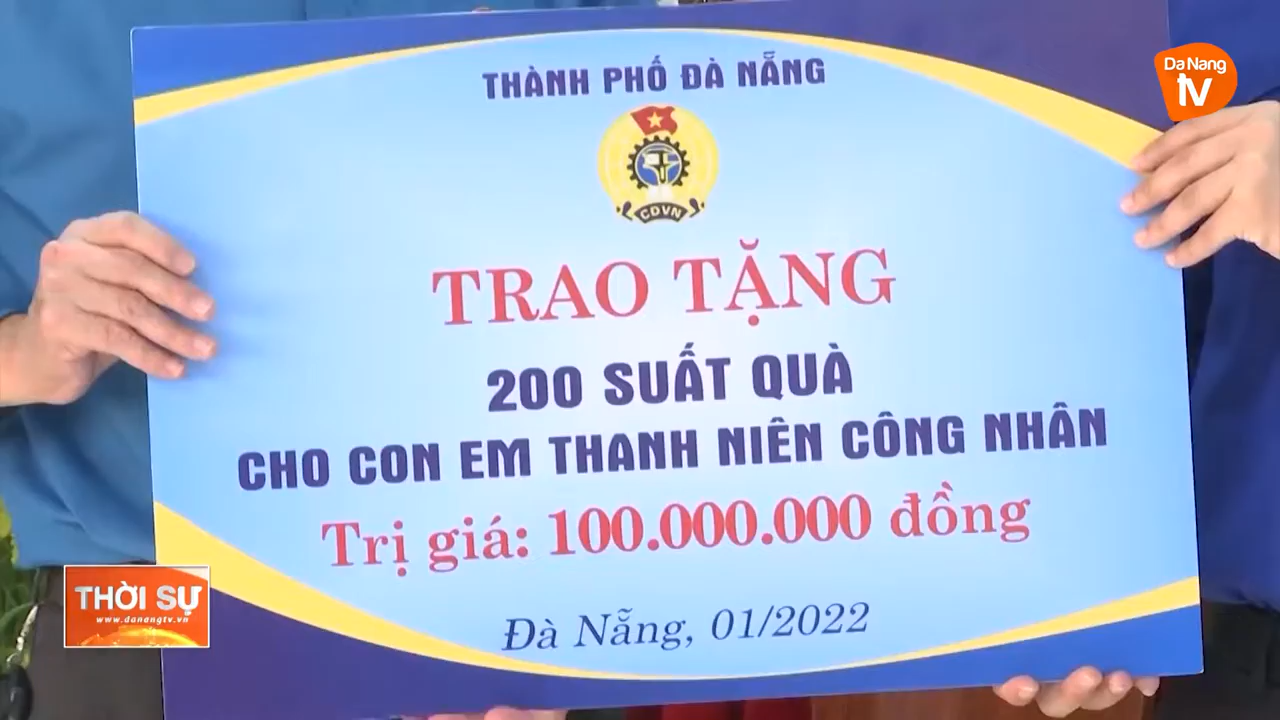 Da Nang
tv
THÀNH PHỐ ĐÀ NẴNG
CDVN
TRAO TẶNG
200 SUẤT QUÀ
CHO CON EM THANH NIÊN CÔNG NHÂN
Trị giá: 100.000.000 đồng
Đà Nẵng, 01/2022
THỜI SỰ
www.danangtv.vn